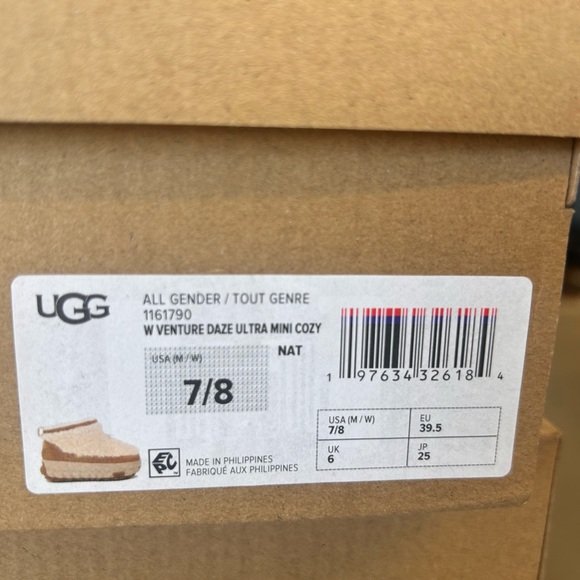 UGG
ALL GENDER / TOUT GENRE
1161790
W VENTURE DAZE ULTRA MINI COZY
NAT
USA (M / W)
7/8
1 97634 32618 4
USA (M / W)
7/8
EU
39.5
UK
6
JP
25
MADE IN PHILIPPINES
FABRIQUÉ AUX PHILIPPINES